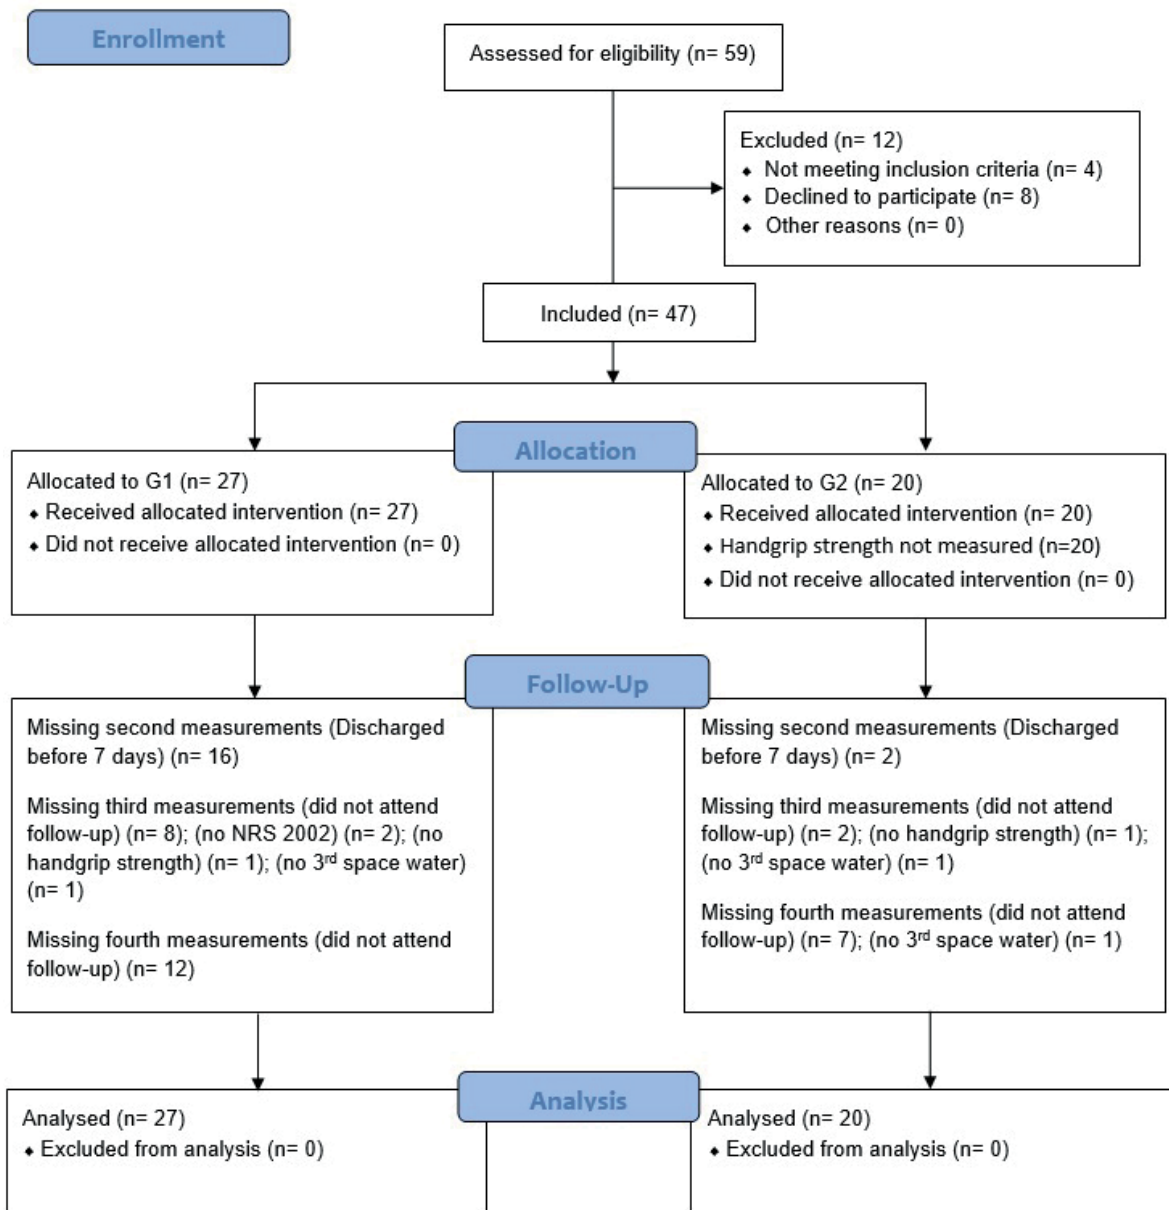 Enrollment
Assessed for eligibility (n= 59)
Excluded (n= 12)
⬥ Not meeting inclusion criteria (n= 4)
⬥ Declined to participate (n= 8)
⬥ Other reasons (n= 0)
Included (n= 47)
Allocation
Allocated to G1 (n= 27)
⬥ Received allocated intervention (n= 27)
⬥ Did not receive allocated intervention (n= 0)
Allocated to G2 (n= 20)
⬥ Received allocated intervention (n= 20)
⬥ Handgrip strength not measured (n=20)
⬥ Did not receive allocated intervention (n= 0)
Follow-Up
Missing second measurements (Discharged
before 7 days) (n= 16)
Missing third measurements (did not attend
follow-up) (n= 8); (no NRS 2002) (n= 2); (no
handgrip strength) (n= 1); (no 3rd space water)
(n= 1)
Missing fourth measurements (did not attend
follow-up) (n= 12)
Missing second measurements (Discharged
before 7 days) (n= 2)
Missing third measurements (did not attend
follow-up) (n= 2); (no handgrip strength) (n= 1);
(no 3rd space water) (n= 1)
Missing fourth measurements (did not attend
follow-up) (n= 7); (no 3rd space water) (n= 1)
Analysis
Analysed (n= 27)
⬥ Excluded from analysis (n= 0)
Analysed (n= 20)
⬥ Excluded from analysis (n= 0)